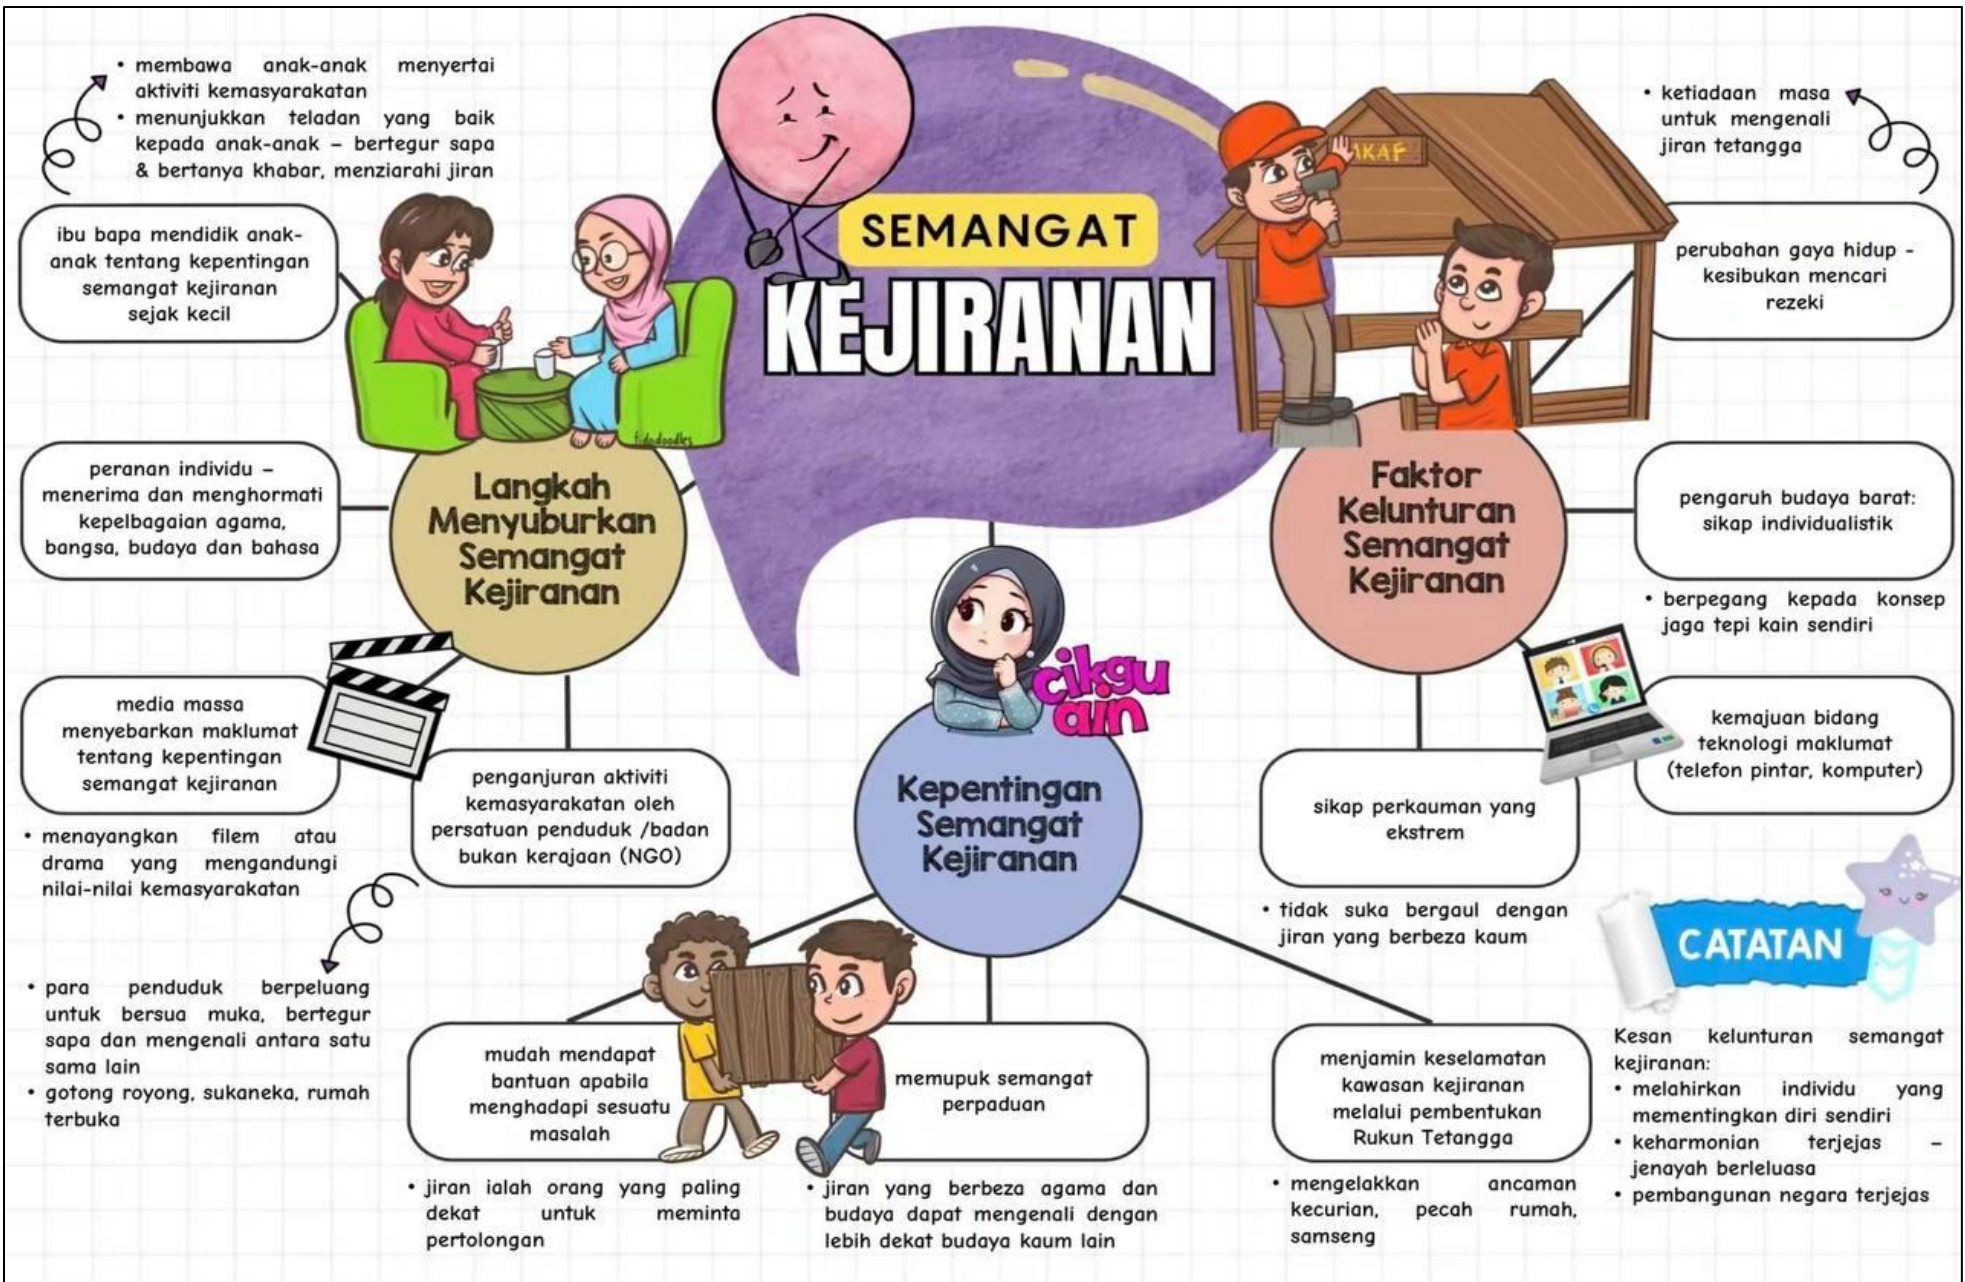 SEMANGAT
KEJIRANAN
• membawa anak-anak menyertai
aktiviti kemasyarakatan
• menunjukkan teladan yang baik
kepada anak-anak – bertegur sapa
& bertanya khabar, menziarahi jiran
ibu bapa mendidik anak-
anak tentang kepentingan
semangat kejiranan
sejak kecil
tidodoodles
peranan individu –
menerima dan menghormati
kepelbagaian agama,
bangsa, budaya dan bahasa
Langkah
Menyuburkan
Semangat
Kejiranan
media massa
menyebarkan maklumat
tentang kepentingan
semangat kejiranan
• menayangkan filem atau
drama yang mengandungi
nilai-nilai kemasyarakatan
penganjuran aktiviti
kemasyarakatan oleh
persatuan penduduk /badan
bukan kerajaan (NGO)
• para penduduk berpeluang
untuk bersua muka, bertegur
sapa dan mengenali antara satu
sama lain
• gotong royong, sukaneka, rumah
terbuka
cikgu
ain
Kepentingan
Semangat
Kejiranan
mudah mendapat
bantuan apabila
menghadapi sesuatu
masalah
• jiran ialah orang yang paling
dekat untuk meminta
pertolongan
memupuk semangat
perpaduan
• jiran yang berbeza agama dan
budaya dapat mengenali dengan
lebih dekat budaya kaum lain
menjamin keselamatan
kawasan kejiranan
melalui pembentukan
Rukun Tetangga
• mengelakkan ancaman
kecurian, pecah rumah,
samseng
• ketiadaan masa
untuk mengenali
jiran tetangga
perubahan gaya hidup -
kesibukan mencari
rezeki
Faktor
Kelunturan
Semangat
Kejiranan
pengaruh budaya barat:
sikap individualistik
• berpegang kepada konsep
jaga tepi kain sendiri
kemajuan bidang
teknologi maklumat
(telefon pintar, komputer)
sikap perkauman yang
ekstrem
• tidak suka bergaul dengan
jiran yang berbeza kaum
CATATAN
Kesan kelunturan semangat
kejiranan:
• melahirkan individu yang
mementingkan diri sendiri
• keharmonian terjejas –
jenayah berleluasa
• pembangunan negara terjejas